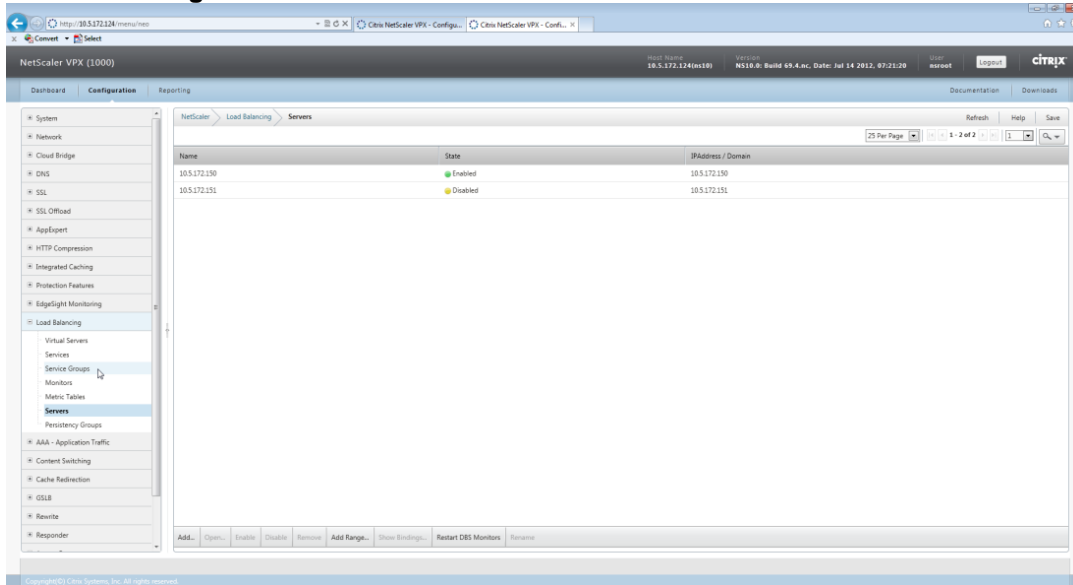 http://10.5.172.124/menu/neo
Citrix NetScaler VPX - Configu...
Citrix NetScaler VPX - Confi...
Convert
Select
NetScaler VPX (1000)
Host Name
10.5.172.124(ns10)
Version
NS10.0: Build 69.4.nc, Date: Jul 14 2012, 07:21:20
User
nsroot
Logout
CITRIX
Dashboard
Configuration
Reporting
Documentation
Downloads
System
Network
Cloud Bridge
DNS
SSL
SSL Offload
AppExpert
HTTP Compression
Integrated Caching
Protection Features
EdgeSight Monitoring
Load Balancing
Virtual Servers
Services
Service Groups
Monitors
Metric Tables
Servers
Persistency Groups
AAA - Application Traffic
Content Switching
Cache Redirection
GSLB
Rewrite
Responder
NetScaler
Load Balancing
Servers
Refresh
Help
Save
25 Per Page
1 - 2 of 2
1
Name State IPAddress / Domain
10.5.172.150 Enabled 10.5.172.150
10.5.172.151 Disabled 10.5.172.151
Add...
Open...
Enable
Disable
Remove
Add Range...
Show Bindings...
Restart DBS Monitors
Rename
Copyright(C) Citrix Systems, Inc. All rights reserved.